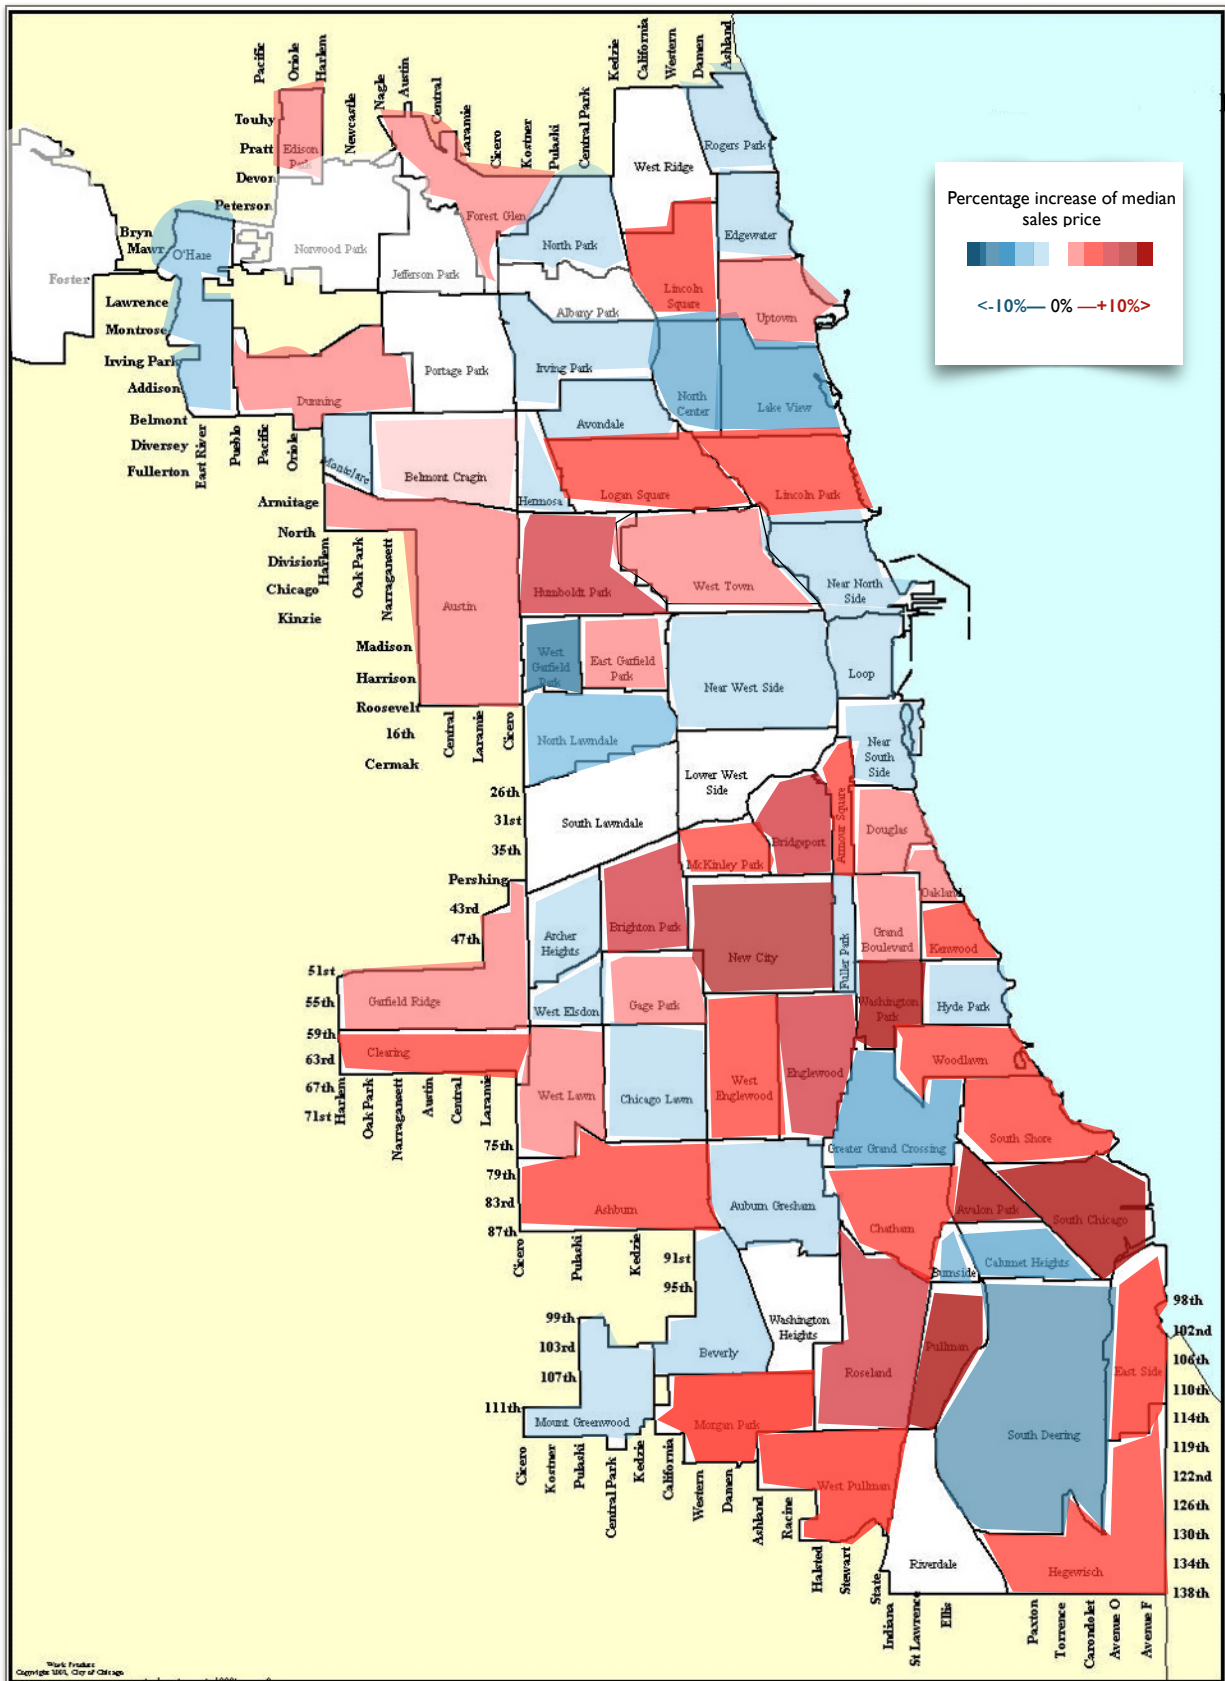 Pacific
Oriole
Harlem
Nagle
Austin
Central
Laramie
Cicero
Kostner
Pulaski
Central Park
Kedzie
California
Western
Damen
Ashland
Newcastle
Touhy
Pratt
Devon
Peterson
Bryn
Mawr
Foster
Lawrence
Montrose
Irving Park
Addison
Belmont
Diversey
Fullerton
East River
Pueblo
Pacific
Oriole
Armitage
North
Division
Chicago
Kinzie
Harlem
Oak Park
Narragansett
Madison
Harrison
Roosevelt
16th
Cermak
Central
Laramie
Cicero
26th
31st
35th
Pershing
43rd
47th
51st
55th
59th
63rd
67th
71st
Harlem
Oak Park
Narragansett
Austin
Central
Laramie
75th
79th
83rd
87th
Cicero
Pulaski
Kedzie
91st
95th
99th
103rd
107th
111th
Cicero
Kostner
Pulaski
Central Park
Kedzie
California
Western
Damen
Ashland
Racine
Halsted
Stewart
State
Indiana
St Lawrence
Ellis
Paxton
Torrence
Carondolet
Avenue O
Avenue F
98th
102nd
106th
110th
114th
119th
122nd
126th
130th
134th
138th
Percentage increase of median
sales price
<-10%— 0% —+10%>
Edison
Park
Norwood Park
Jefferson Park
Forest Glen
North Park
West Ridge
Rogers Park
Edgewater
O'Hare
Lincoln
Square
Uptown
Albany Park
Portage Park
Irving Park
North
Center
Lake View
Dunning
Avondale
Montclare
Belmont Cragin
Hermosa
Logan Square
Lincoln Park
Austin
Humboldt Park
West Town
Near North
Side
West
Garfield
Park
East Garfield
Park
Near West Side
Loop
North Lawndale
Near
South
Side
Lower West
Side
South Lawndale
Bridgeport
Armour Square
Douglas
McKinley Park
Oakland
Archer
Heights
Brighton Park
New City
Fuller Park
Grand
Boulevard
Kenwood
Garfield Ridge
West Elsdon
Gage Park
Washington
Park
Hyde Park
Clearing
West Lawn
Chicago Lawn
West
Englewood
Englewood
Woodlawn
Greater Grand Crossing
South Shore
Ashburn
Auburn Gresham
Chatham
Avalon Park
South Chicago
Burnside
Calumet Heights
Washington
Heights
Beverly
Roseland
Pullman
East Side
Mount Greenwood
Morgan Park
South Deering
West Pullman
Riverdale
Hegewisch
Copyright 2001, City of Chicago